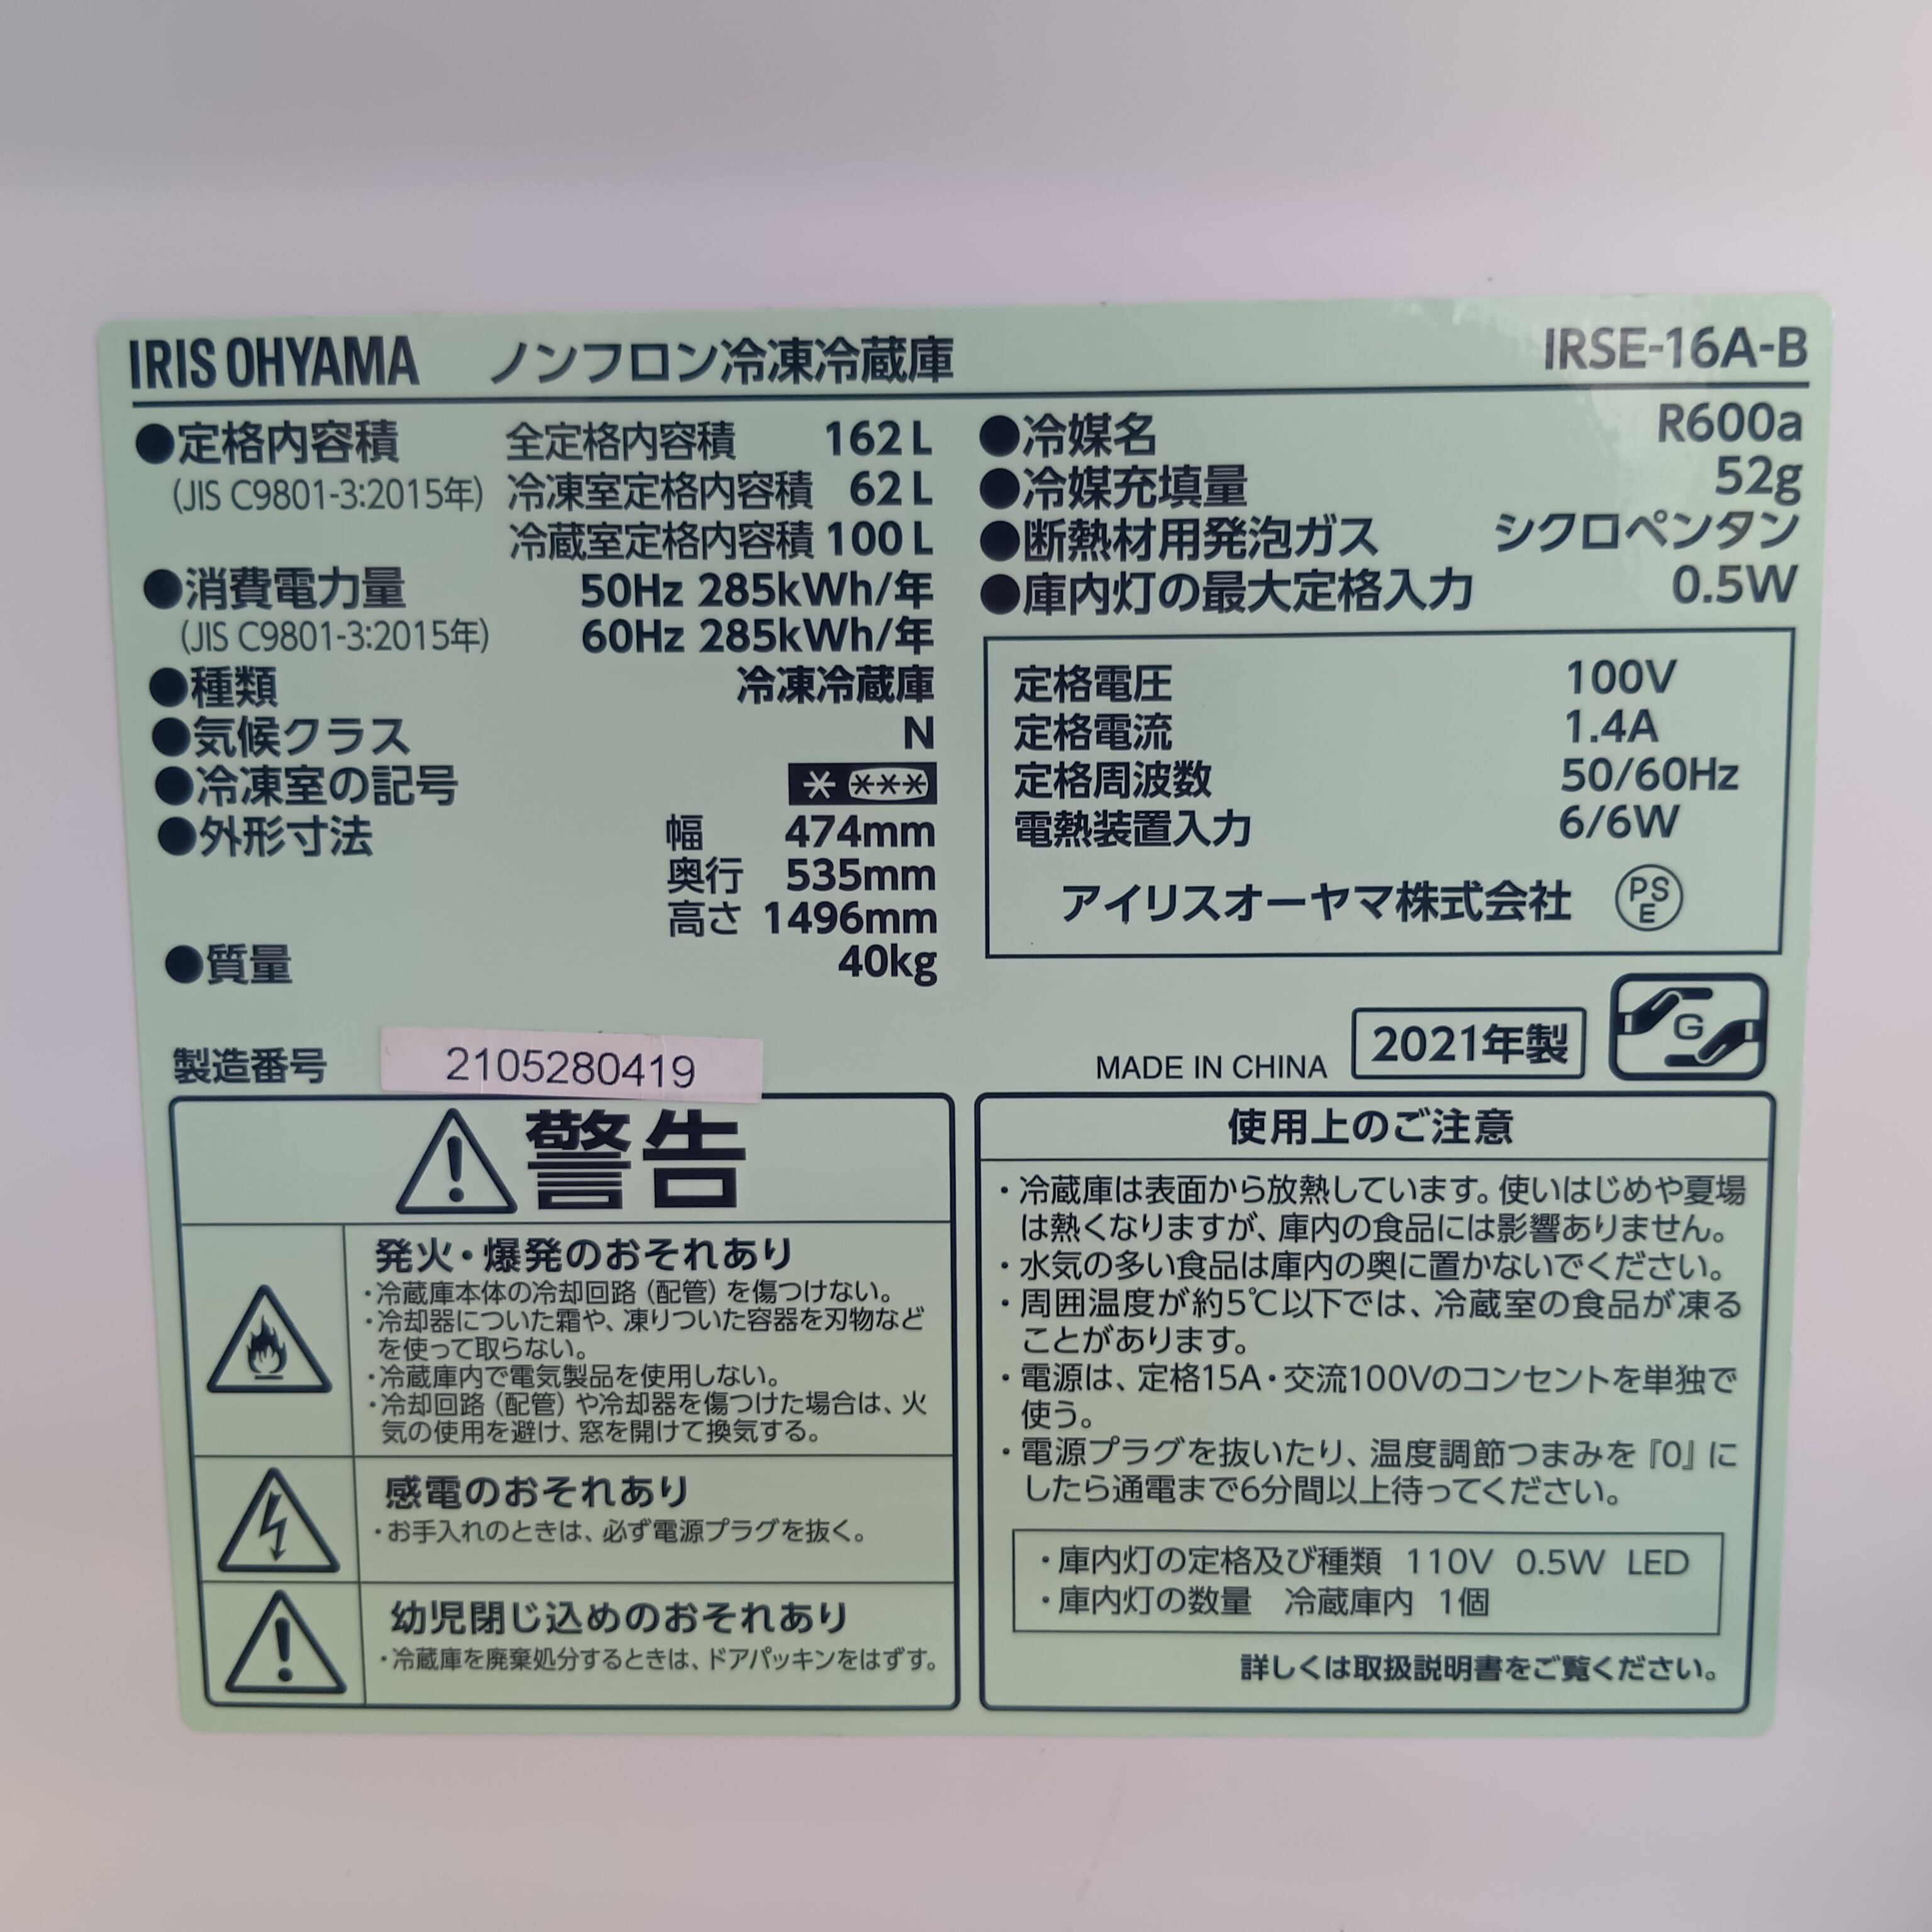 IRIS OHYAMA ノンフロン冷凍冷蔵庫 IRSE-16A-B
●定格内容積 全定格内容積 162L
(JIS C9801-3:2015年) 冷凍室定格内容積 62L
冷蔵室定格内容積 100L
●消費電力量 50Hz 285kWh/年
(JIS C9801-3:2015年) 60Hz 285kWh/年
●種類 冷凍冷蔵庫
●気候クラス N
●冷凍室の記号 * ***
●外形寸法 幅 474mm
奥行 535mm
高さ 1496mm
●質量 40kg
製造番号 2105280419
●冷媒名 R600a
●冷媒充填量 52g
●断熱材用発泡ガス シクロペンタン
●庫内灯の最大定格入力 0.5W
定格電圧 100V
定格電流 1.4A
定格周波数 50/60Hz
電熱装置入力 6/6W
アイリスオーヤマ株式会社 PSE
MADE IN CHINA 2021年製 G
警告
発火・爆発のおそれあり
・冷蔵庫本体の冷却回路(配管)を傷つけない。
・冷却器についた霜や、凍りついた容器を刃物など
を使って取らない。
・冷蔵庫内で電気製品を使用しない。
・冷却回路(配管)や冷却器を傷つけた場合は、火
気の使用を避け、窓を開けて換気する。
感電のおそれあり
・お手入れのときは、必ず電源プラグを抜く。
幼児閉じ込めのおそれあり
・冷蔵庫を廃棄処分するときは、ドアパッキンをはずす。
使用上のご注意
・冷蔵庫は表面から放熱しています。使いはじめや夏場
は熱くなりますが、庫内の食品には影響ありません。
・水気の多い食品は庫内の奥に置かないでください。
・周囲温度が約5℃以下では、冷蔵室の食品が凍る
ことがあります。
・電源は、定格15A・交流100Vのコンセントを単独で
使う。
・電源プラグを抜いたり、温度調節つまみを『0』に
したら通電まで6分間以上待ってください。
・庫内灯の定格及び種類 110V 0.5W LED
・庫内灯の数量 冷蔵庫内 1個
詳しくは取扱説明書をご覧ください。